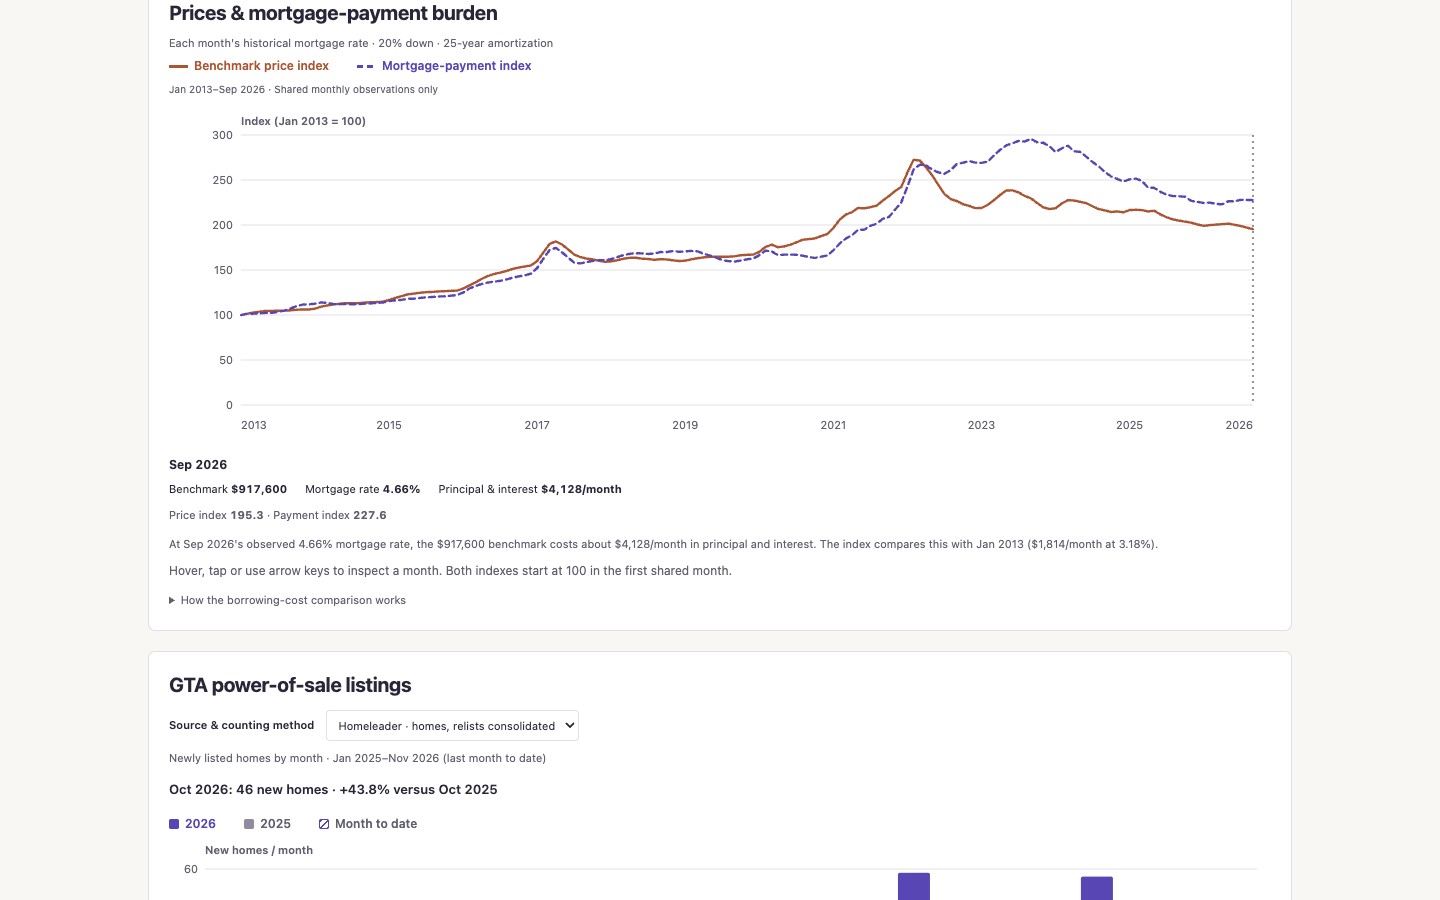 Prices & mortgage-payment burden
Each month's historical mortgage rate · 20% down · 25-year amortization
Benchmark price index Mortgage-payment index
Jan 2013–Sep 2026 · Shared monthly observations only
Index (Jan 2013 = 100)
300
250
200
150
100
50
0
2013 2015 2017 2019 2021 2023 2025 2026
Sep 2026
Benchmark $917,600 Mortgage rate 4.66% Principal & interest $4,128/month
Price index 195.3 · Payment index 227.6
At Sep 2026's observed 4.66% mortgage rate, the $917,600 benchmark costs about $4,128/month in principal and interest. The index compares this with Jan 2013 ($1,814/month at 3.18%).
Hover, tap or use arrow keys to inspect a month. Both indexes start at 100 in the first shared month.
How the borrowing-cost comparison works
GTA power-of-sale listings
Source & counting method Homeleader · homes, relists consolidated
Newly listed homes by month · Jan 2025–Nov 2026 (last month to date)
Oct 2026: 46 new homes · +43.8% versus Oct 2025
2026 2025 Month to date
New homes / month
60